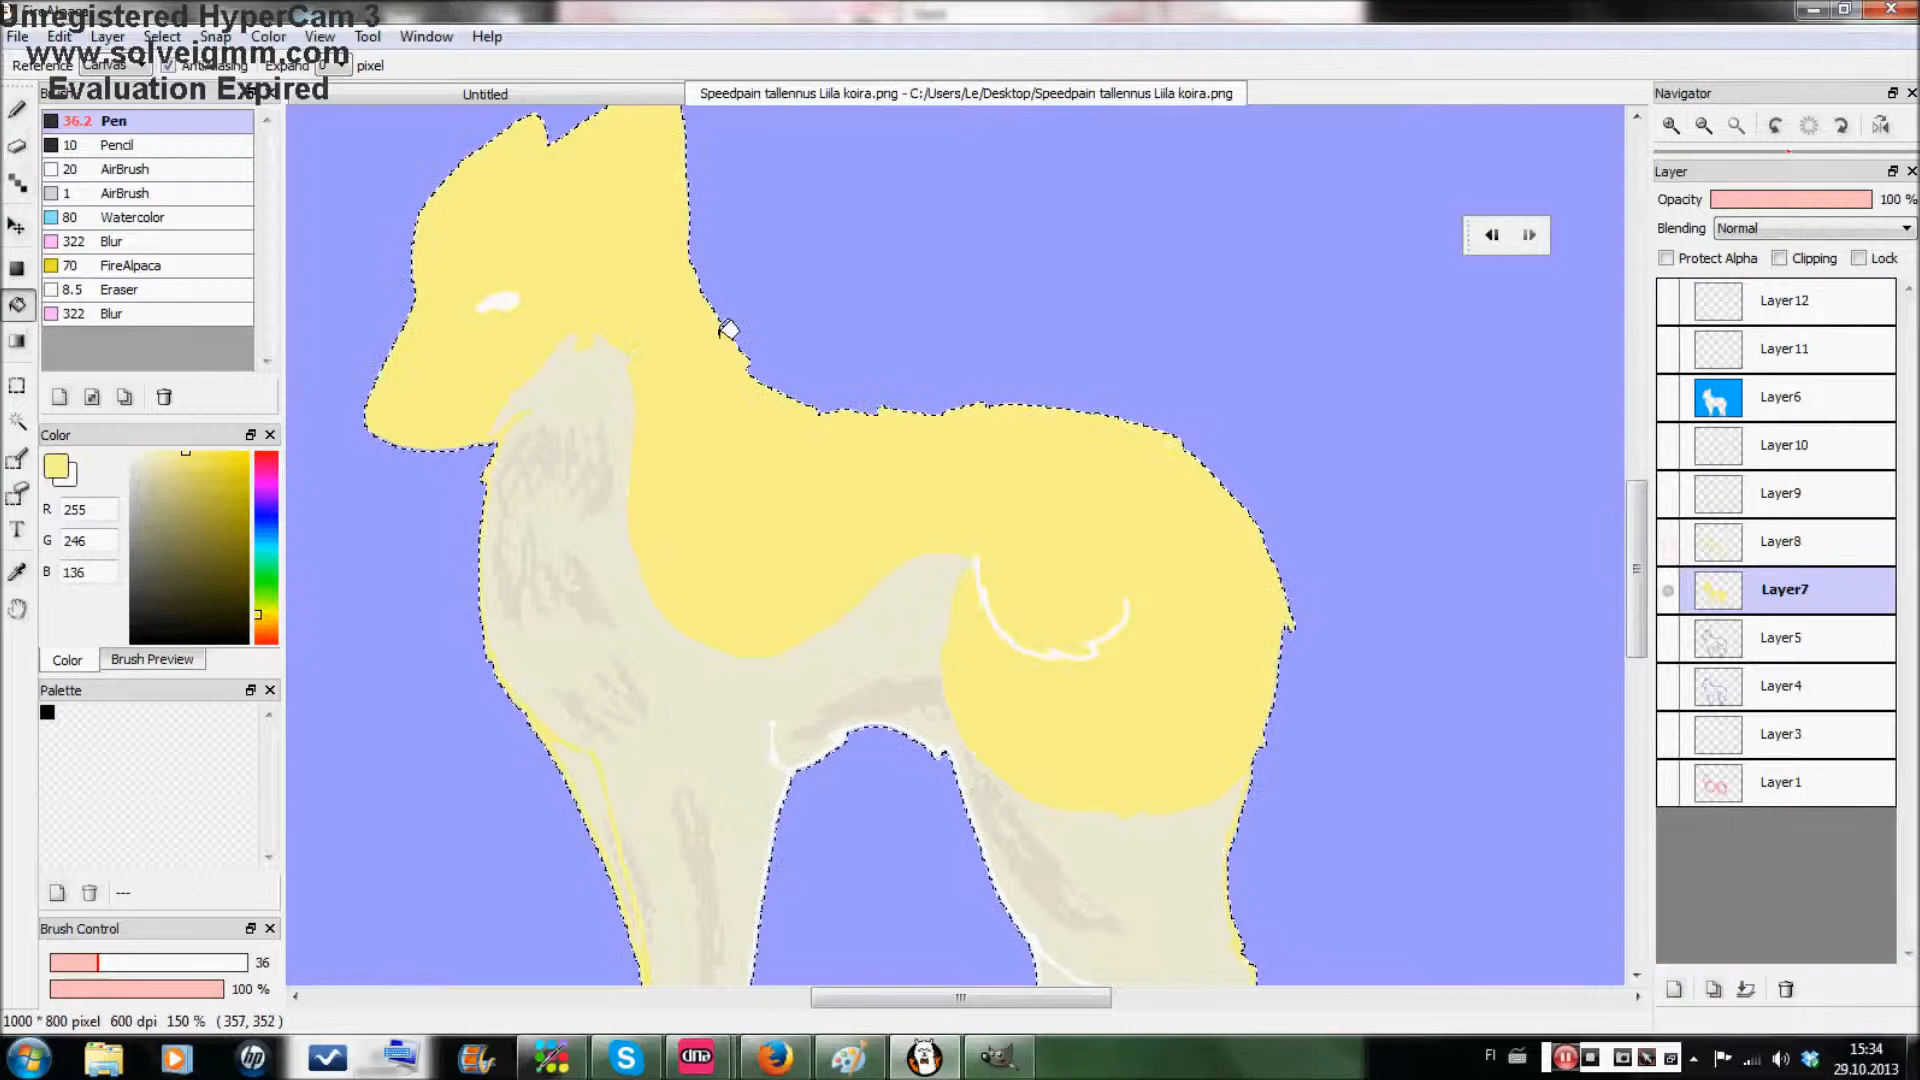 FireAlpaca
Unregistered HyperCam 3
File Edit Layer Select Snap Color View Tool Window Help
www.solveigmm.com
Reference Canvas AntiAliasing Expand 0 pixel
Evaluation Expired
Brush
Untitled
Speedpain tallennus Liila koira.png - C:/Users/Le/Desktop/Speedpain tallennus Liila koira.png
Navigator
36.2 Pen
10 Pencil
20 AirBrush
1 AirBrush
80 Watercolor
322 Blur
70 FireAlpaca
8.5 Eraser
322 Blur
Layer
Opacity 100 %
Blending Normal
Protect Alpha Clipping Lock
Layer12
Layer11
Layer6
Layer10
Layer9
Layer8
Layer7
Layer5
Layer4
Layer3
Layer1
Color
R 255
G 246
B 136
Color Brush Preview
Palette
---
Brush Control
36
100 %
1000 * 800 pixel 600 dpi 150 % ( 357, 352 )
hp
S
dna
FI
15:34
29.10.2013